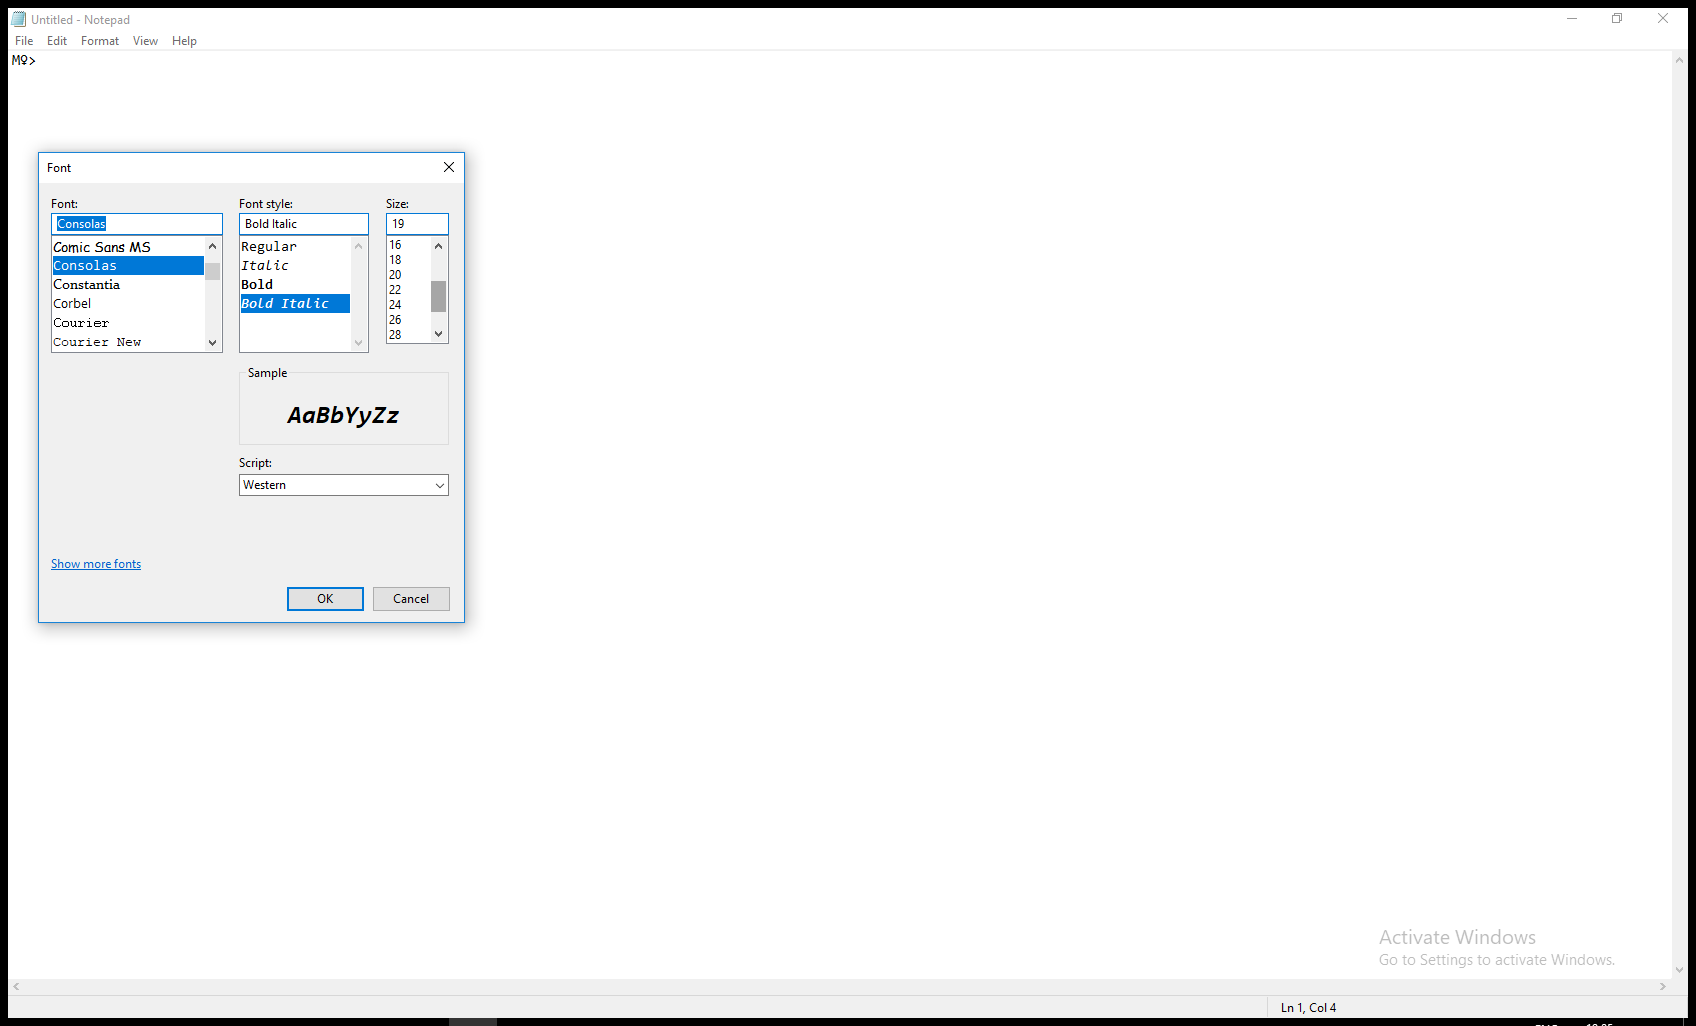 Untitled - Notepad
File Edit Format View Help
Mº>
Font
Font: Font style: Size:
Consolas Bold Italic 19
Comic Sans MS
Consolas
Constantia
Corbel
Courier
Courier New
Regular
Italic
Bold
Bold Italic
16
18
20
22
24
26
28
Sample
AaBbYyZz
Script:
Western
Show more fonts
OK Cancel
Activate Windows
Go to Settings to activate Windows.
Ln 1, Col 4